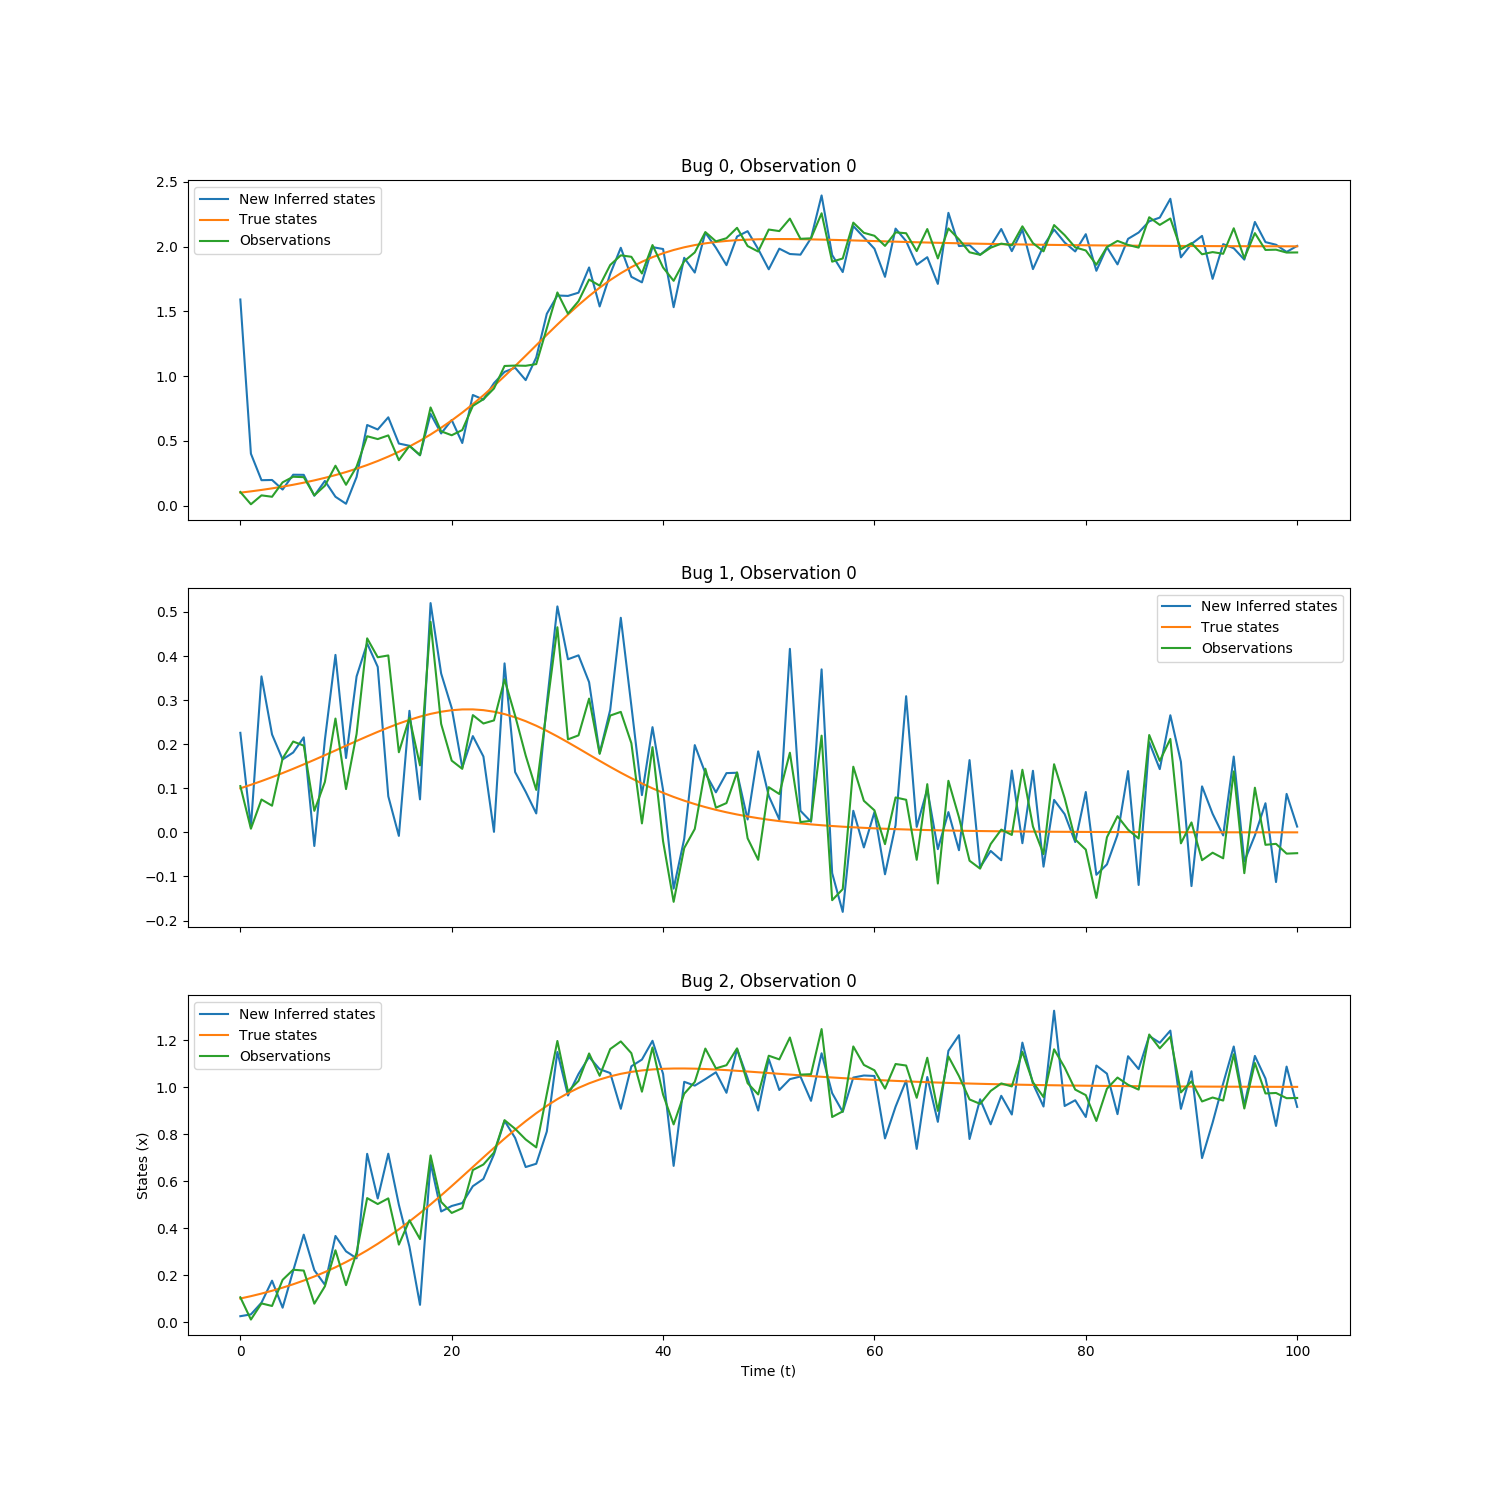 Bug 0, Observation 0
2.5
2.0
1.5
1.0
0.5
0.0
New Inferred states
True states
Observations
Bug 1, Observation 0
0.5
0.4
0.3
0.2
0.1
0.0
−0.1
−0.2
New Inferred states
True states
Observations
Bug 2, Observation 0
1.2
1.0
0.8
0.6
0.4
0.2
0.0
New Inferred states
True states
Observations
States (x)
0 20 40 60 80 100
Time (t)